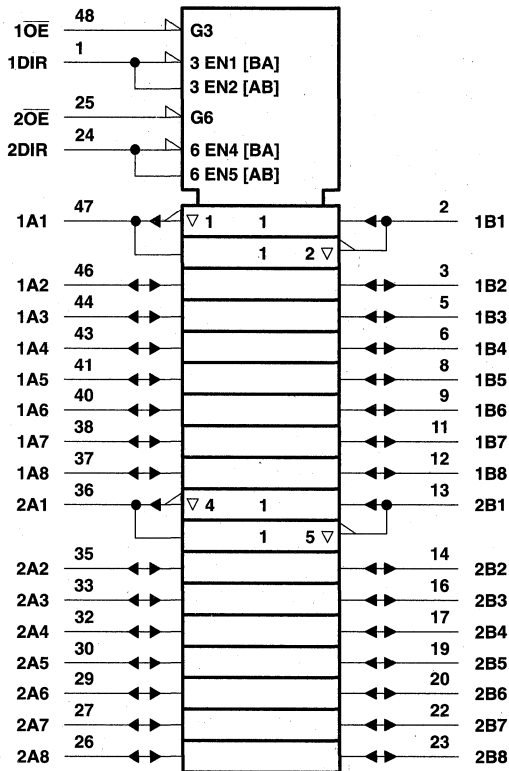 1O̅E̅ 48 G3
1DIR 1 3 EN1 [BA]
3 EN2 [AB]
2O̅E̅ 25 G6
2DIR 24 6 EN4 [BA]
6 EN5 [AB]
1A1 47 ▽ 1 1 2 1B1
1 2 ▽
1A2 46 3 1B2
1A3 44 5 1B3
1A4 43 6 1B4
1A5 41 8 1B5
1A6 40 9 1B6
1A7 38 11 1B7
1A8 37 12 1B8
2A1 36 ▽ 4 1 13 2B1
1 5 ▽
2A2 35 14 2B2
2A3 33 16 2B3
2A4 32 17 2B4
2A5 30 19 2B5
2A6 29 20 2B6
2A7 27 22 2B7
2A8 26 23 2B8